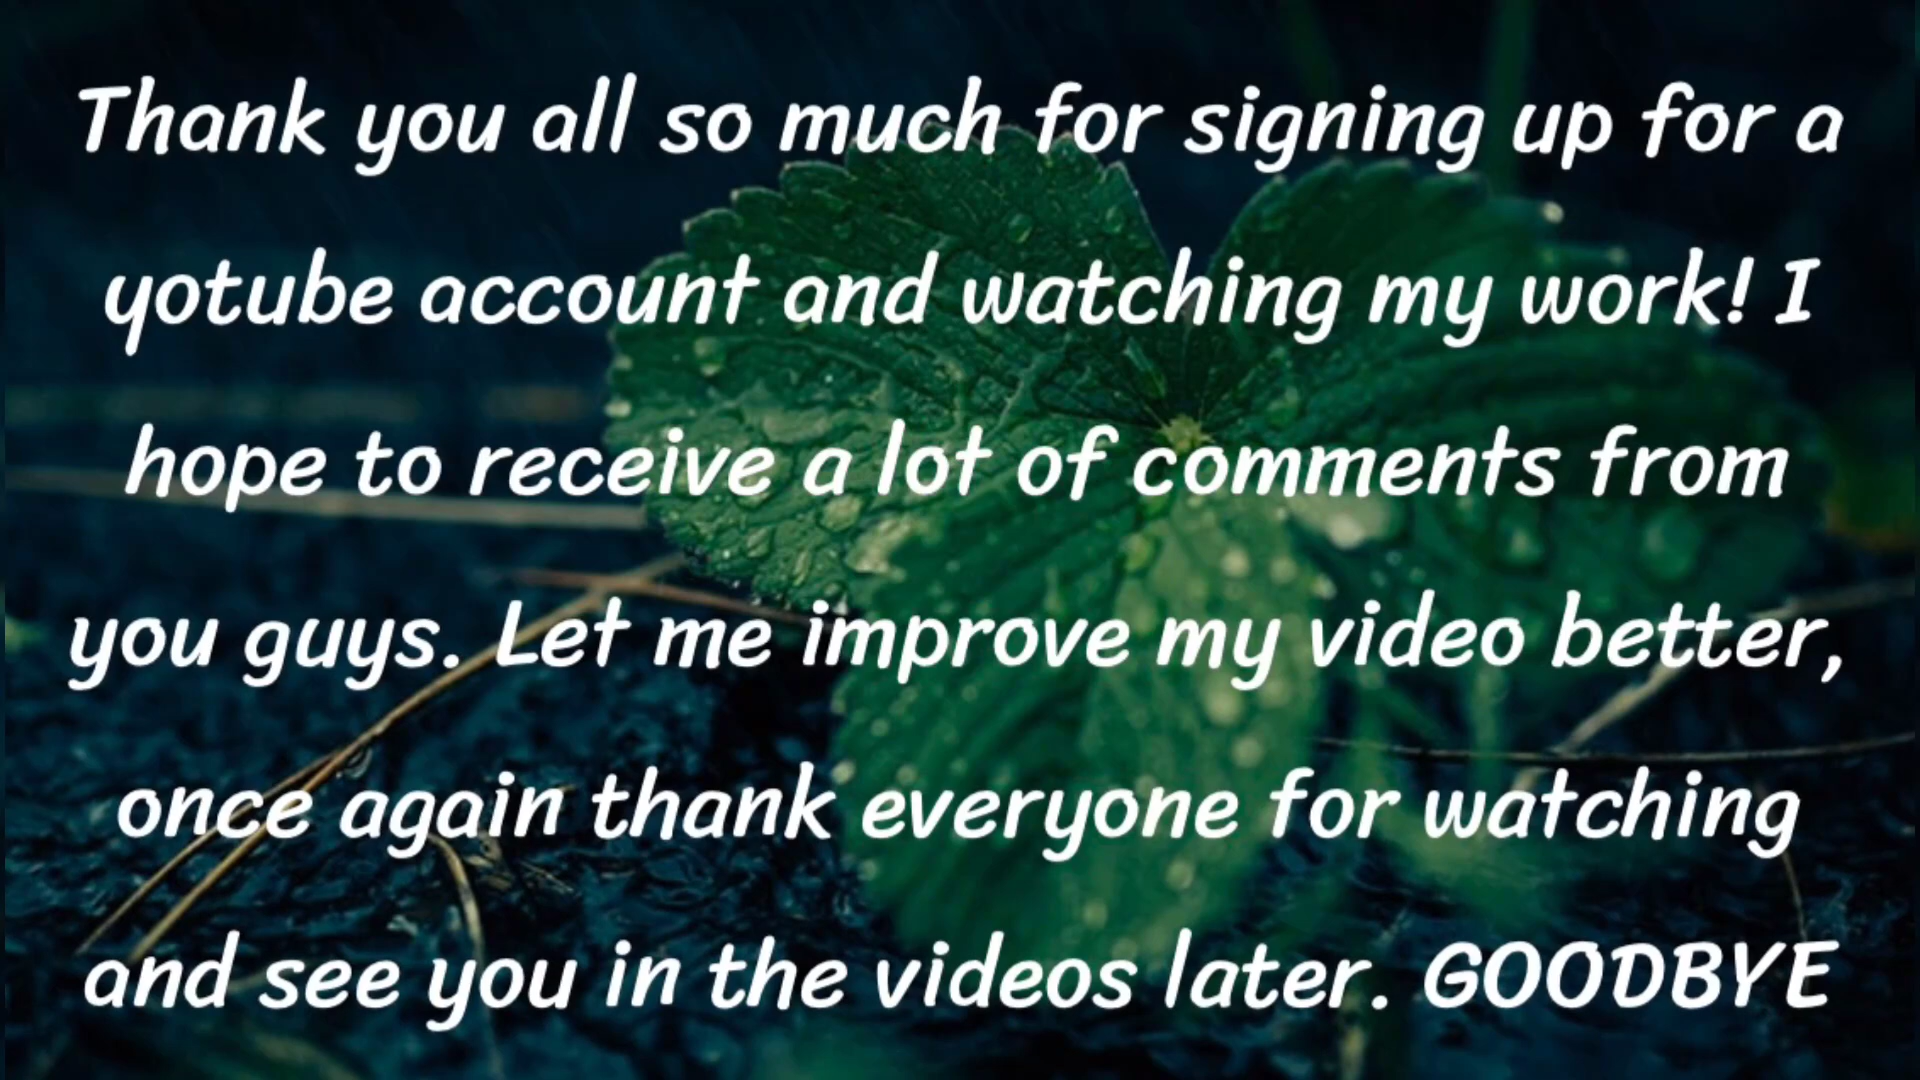 Thank you all so much for signing up for a
yotube account and watching my work! I
hope to receive a lot of comments from
you guys. Let me improve my video better,
once again thank everyone for watching
and see you in the videos later. GOODBYE